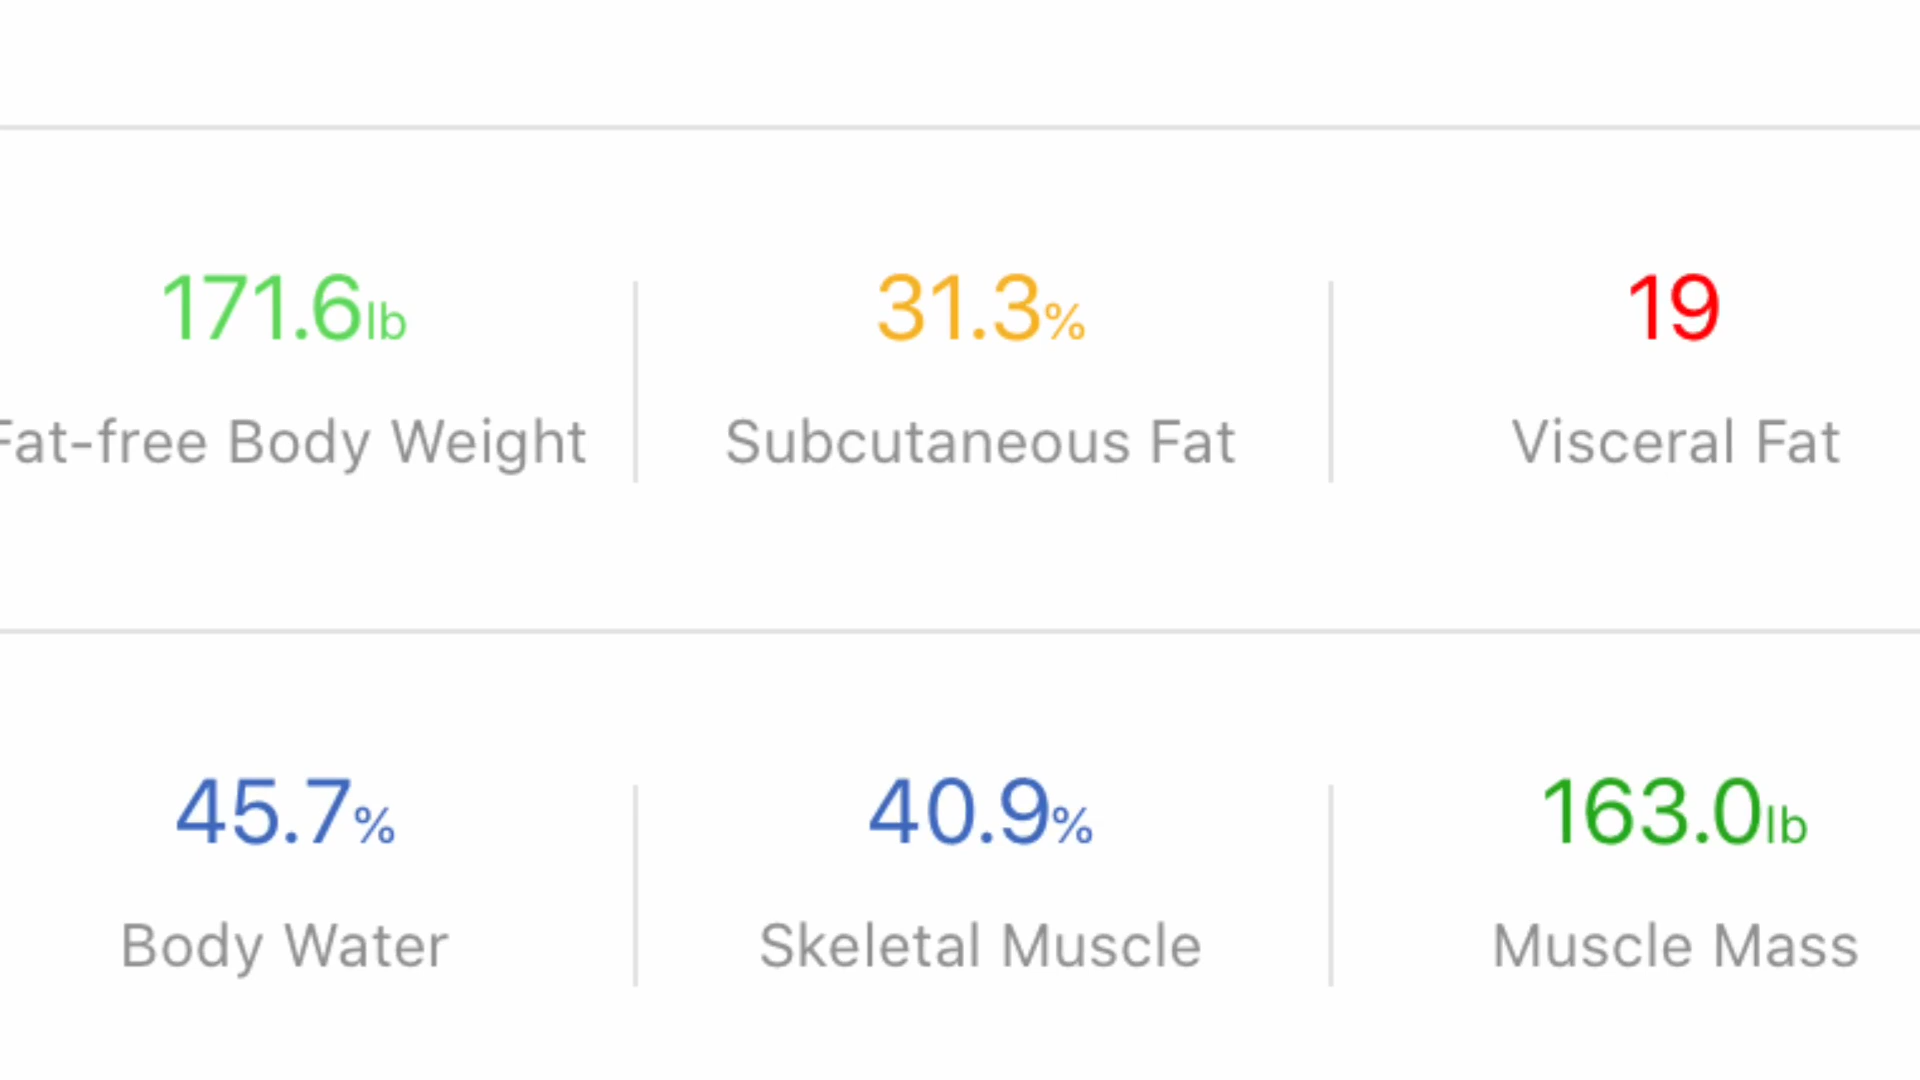 171.6lb 31.3% 19
Fat-free Body Weight Subcutaneous Fat Visceral Fat
45.7% 40.9% 163.0lb
Body Water Skeletal Muscle Muscle Mass